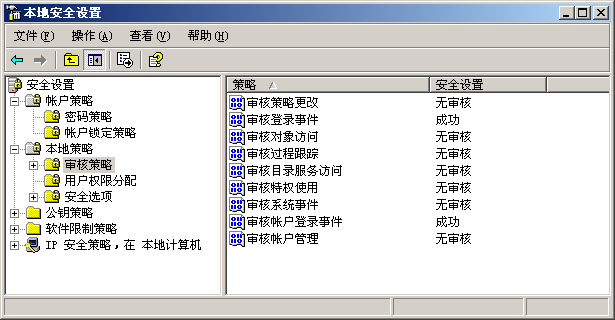 本地安全设置
文件(F) 操作(A) 查看(V) 帮助(H)
安全设置
帐户策略
密码策略
帐户锁定策略
本地策略
审核策略
用户权限分配
安全选项
公钥策略
软件限制策略
IP 安全策略，在 本地计算机
策略 安全设置
审核策略更改 无审核
审核登录事件 成功
审核对象访问 无审核
审核过程跟踪 无审核
审核目录服务访问 无审核
审核特权使用 无审核
审核系统事件 无审核
审核帐户登录事件 成功
审核帐户管理 无审核